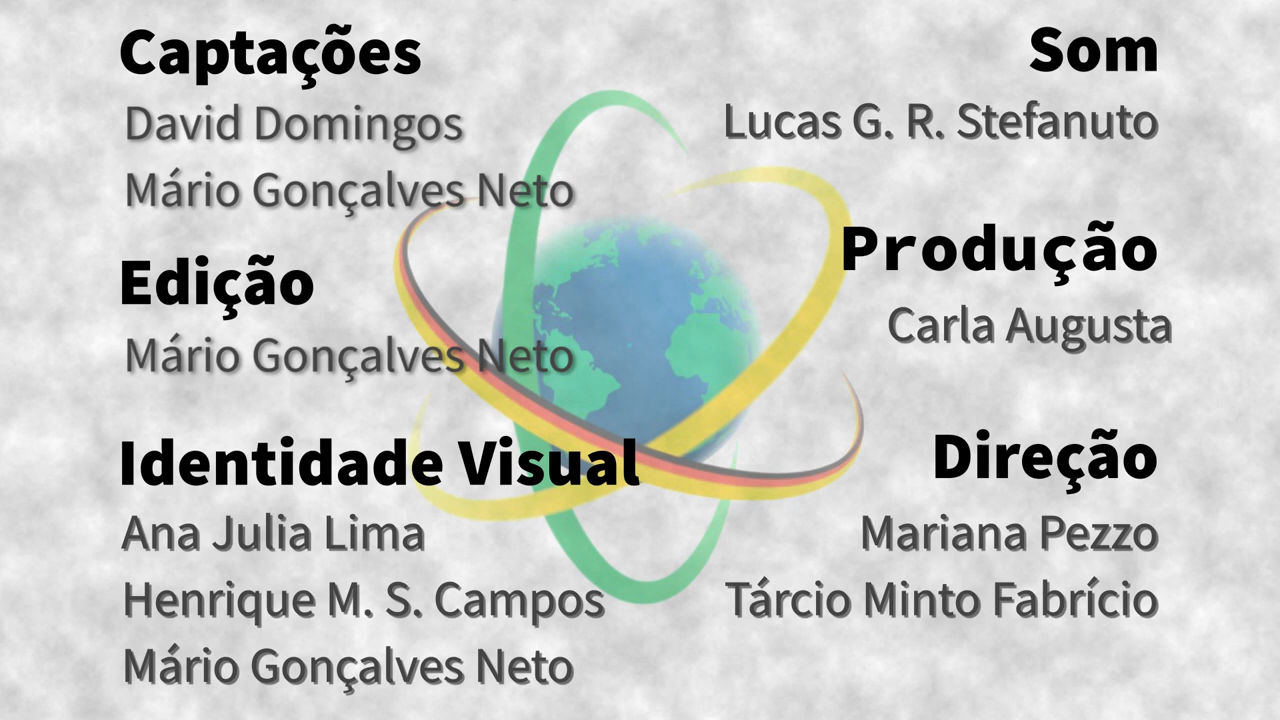 Captações
David Domingos
Mário Gonçalves Neto
Edição
Mário Gonçalves Neto
Identidade Visual
Ana Julia Lima
Henrique M. S. Campos
Mário Gonçalves Neto
Som
Lucas G. R. Stefanuto
Produção
Carla Augusta
Direção
Mariana Pezzo
Tárcio Minto Fabrício